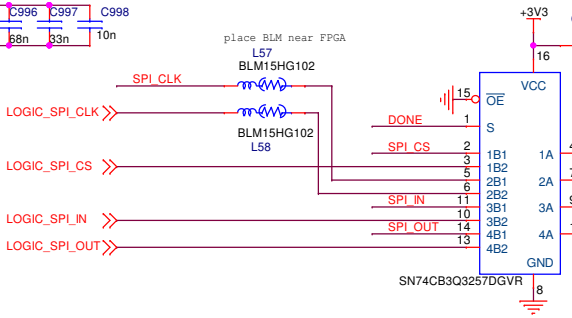 C996 C997 C998
68n 33n 10n
+3V3
place BLM near FPGA
L57
BLM15HG102
SPI_CLK
LOGIC_SPI_CLK
BLM15HG102
L58
LOGIC_SPI_CS
LOGIC_SPI_IN
LOGIC_SPI_OUT
16
VCC
15 OE
DONE 1 S
SPI_CS 2 1B1 1A
3 1B2
5 2B1 2A
6 2B2
SPI_IN 11 3B1 3A
10 3B2
SPI_OUT 14 4B1 4A
13 4B2
GND
SN74CB3Q3257DGVR
8